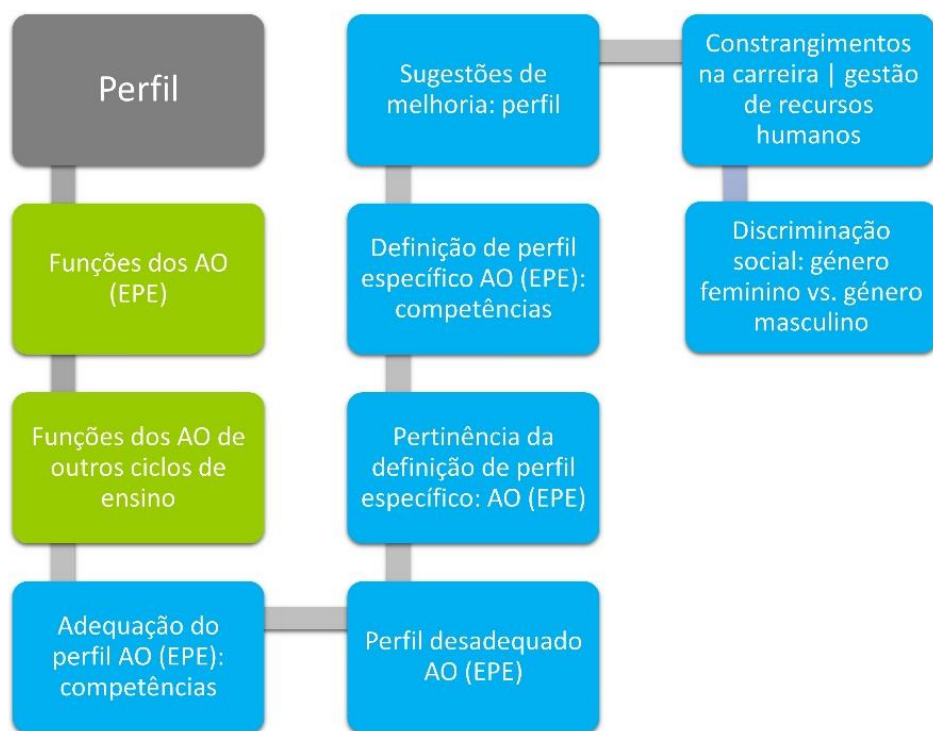 Perfil
Funções dos AO
(EPE)
Funções dos AO de
outros ciclos de
ensino
Adequação do
perfil AO (EPE):
competências
Perfil desadequado
AO (EPE)
Pertinência da
definição de perfil
específico: AO (EPE)
Definição de perfil
específico AO (EPE):
competências
Sugestões de
melhoria: perfil
Constrangimentos
na carreira | gestão
de recursos
humanos
Discriminação
social: género
feminino vs. género
masculino